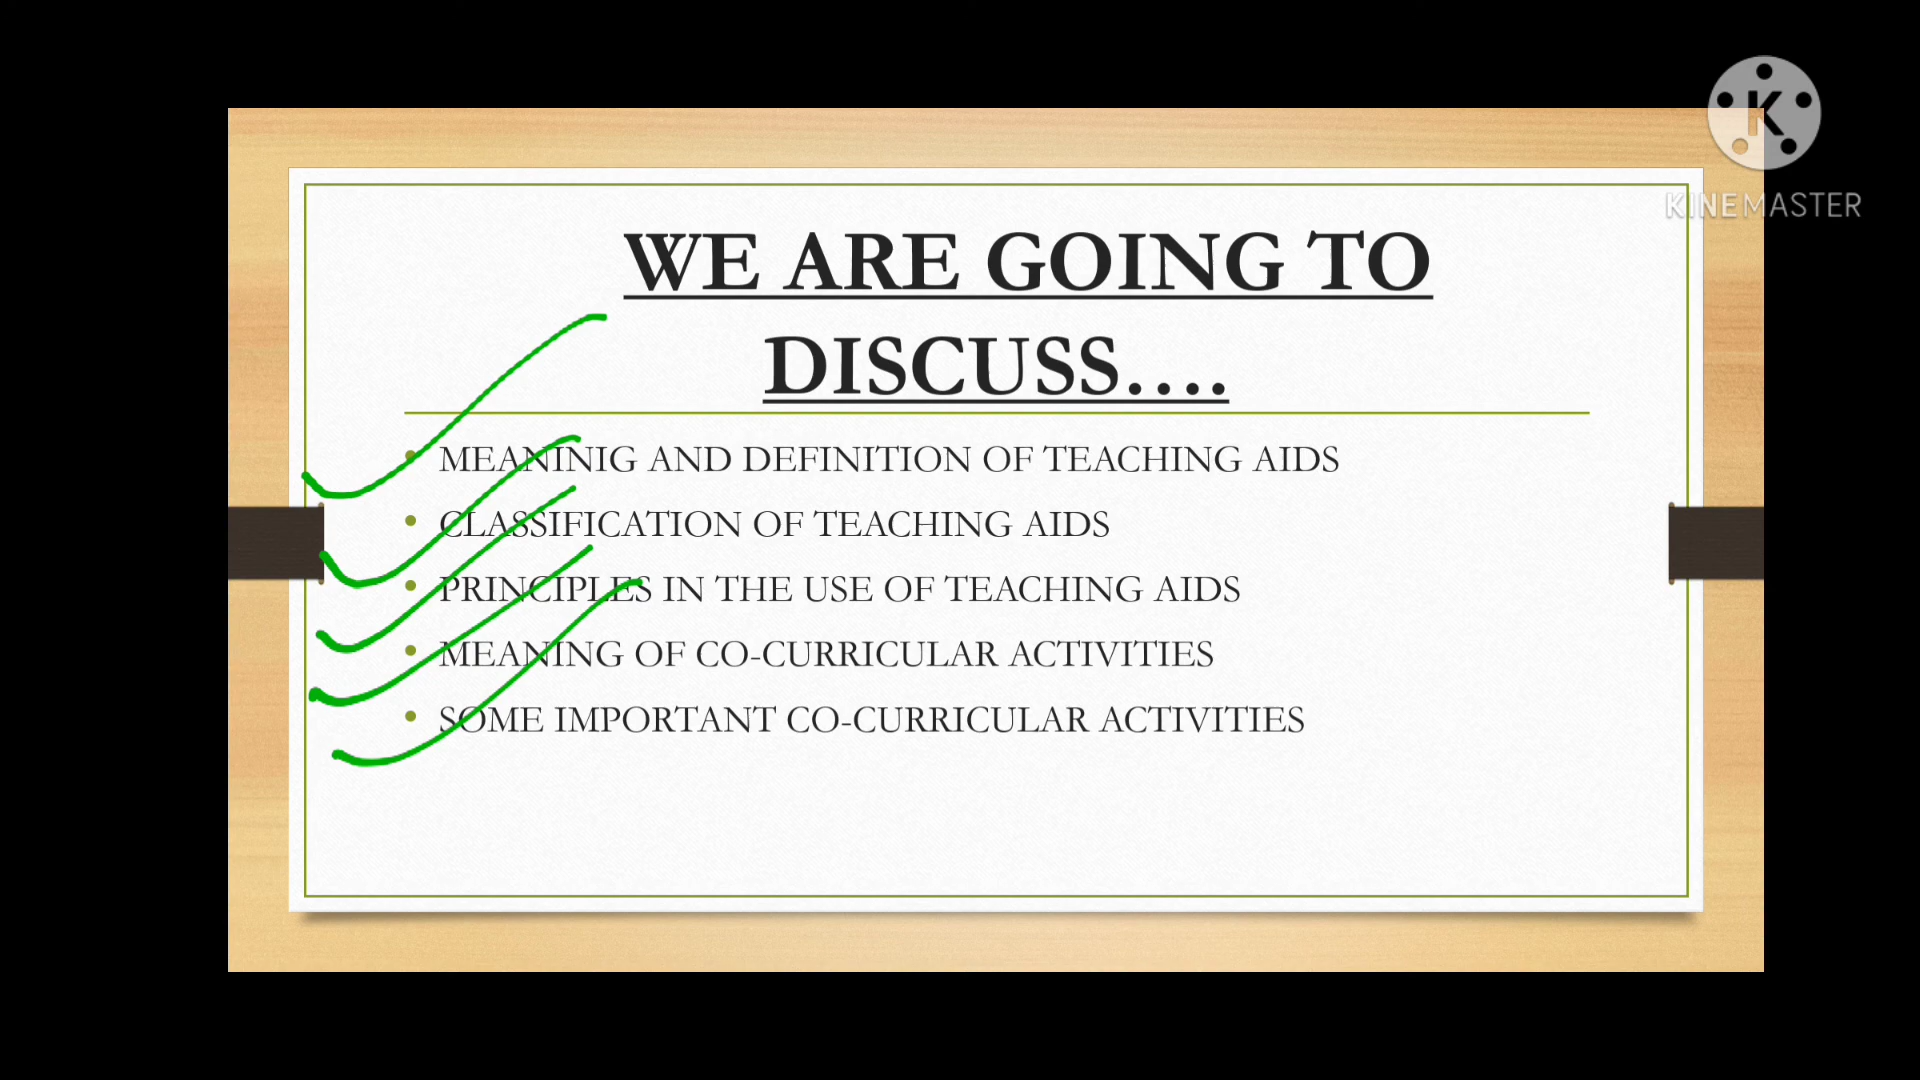 K
KINEMASTER
WE ARE GOING TO
DISCUSS....
• MEANINIG AND DEFINITION OF TEACHING AIDS
• CLASSIFICATION OF TEACHING AIDS
• PRINCIPLES IN THE USE OF TEACHING AIDS
• MEANING OF CO-CURRICULAR ACTIVITIES
• SOME IMPORTANT CO-CURRICULAR ACTIVITIES